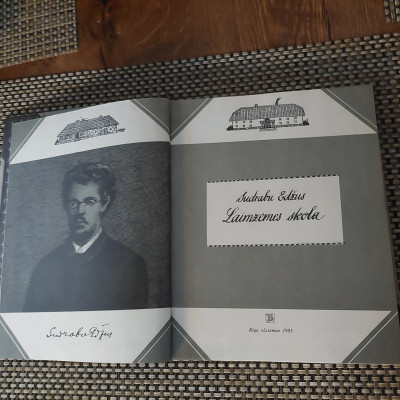 Sudrabu Edžus
Laimzemes skola
Sudrabu Edžus
Rīga «Liesma» 1985